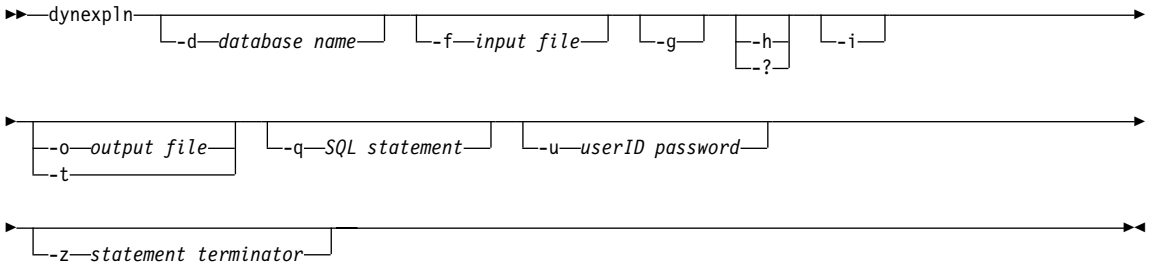 dynexpln
-d database name -f input file -g -h -i
-?
-o output file -q SQL statement -u userID password
-t
-z statement terminator